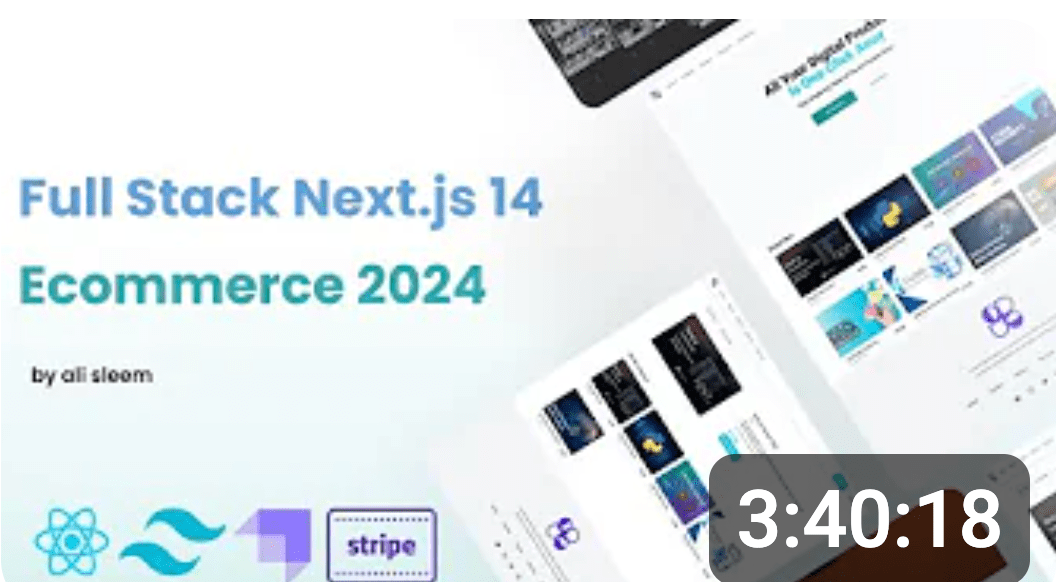 Full Stack Next.js 14
Ecommerce 2024
by ali sleem
All Your Digital Products
Is One Click Away
stripe
3:40:18